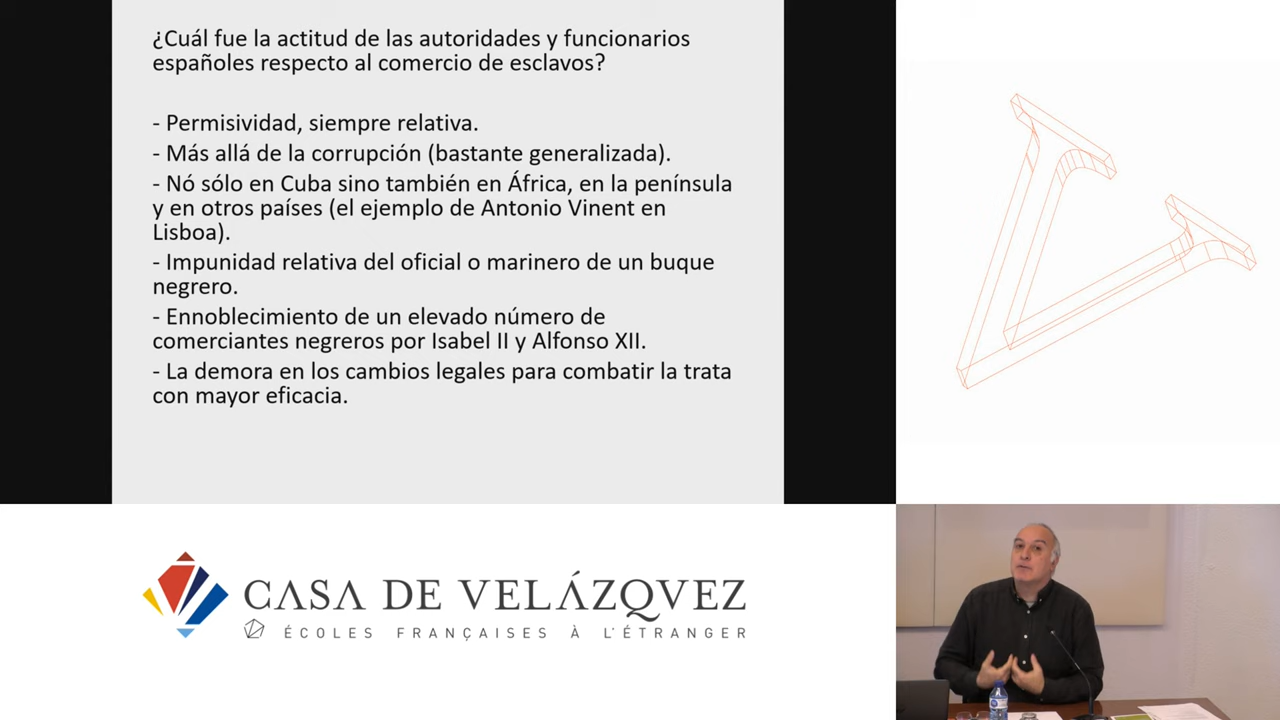 ¿Cuál fue la actitud de las autoridades y funcionarios
españoles respecto al comercio de esclavos?
- Permisividad, siempre relativa.
- Más allá de la corrupción (bastante generalizada).
- Nó sólo en Cuba sino también en África, en la península
y en otros países (el ejemplo de Antonio Vinent en
Lisboa).
- Impunidad relativa del oficial o marinero de un buque
negrero.
- Ennoblecimiento de un elevado número de
comerciantes negreros por Isabel II y Alfonso XII.
- La demora en los cambios legales para combatir la trata
con mayor eficacia.
CASA DE VELÁZQVEZ
ÉCOLES FRANÇAISES À L'ÉTRANGER